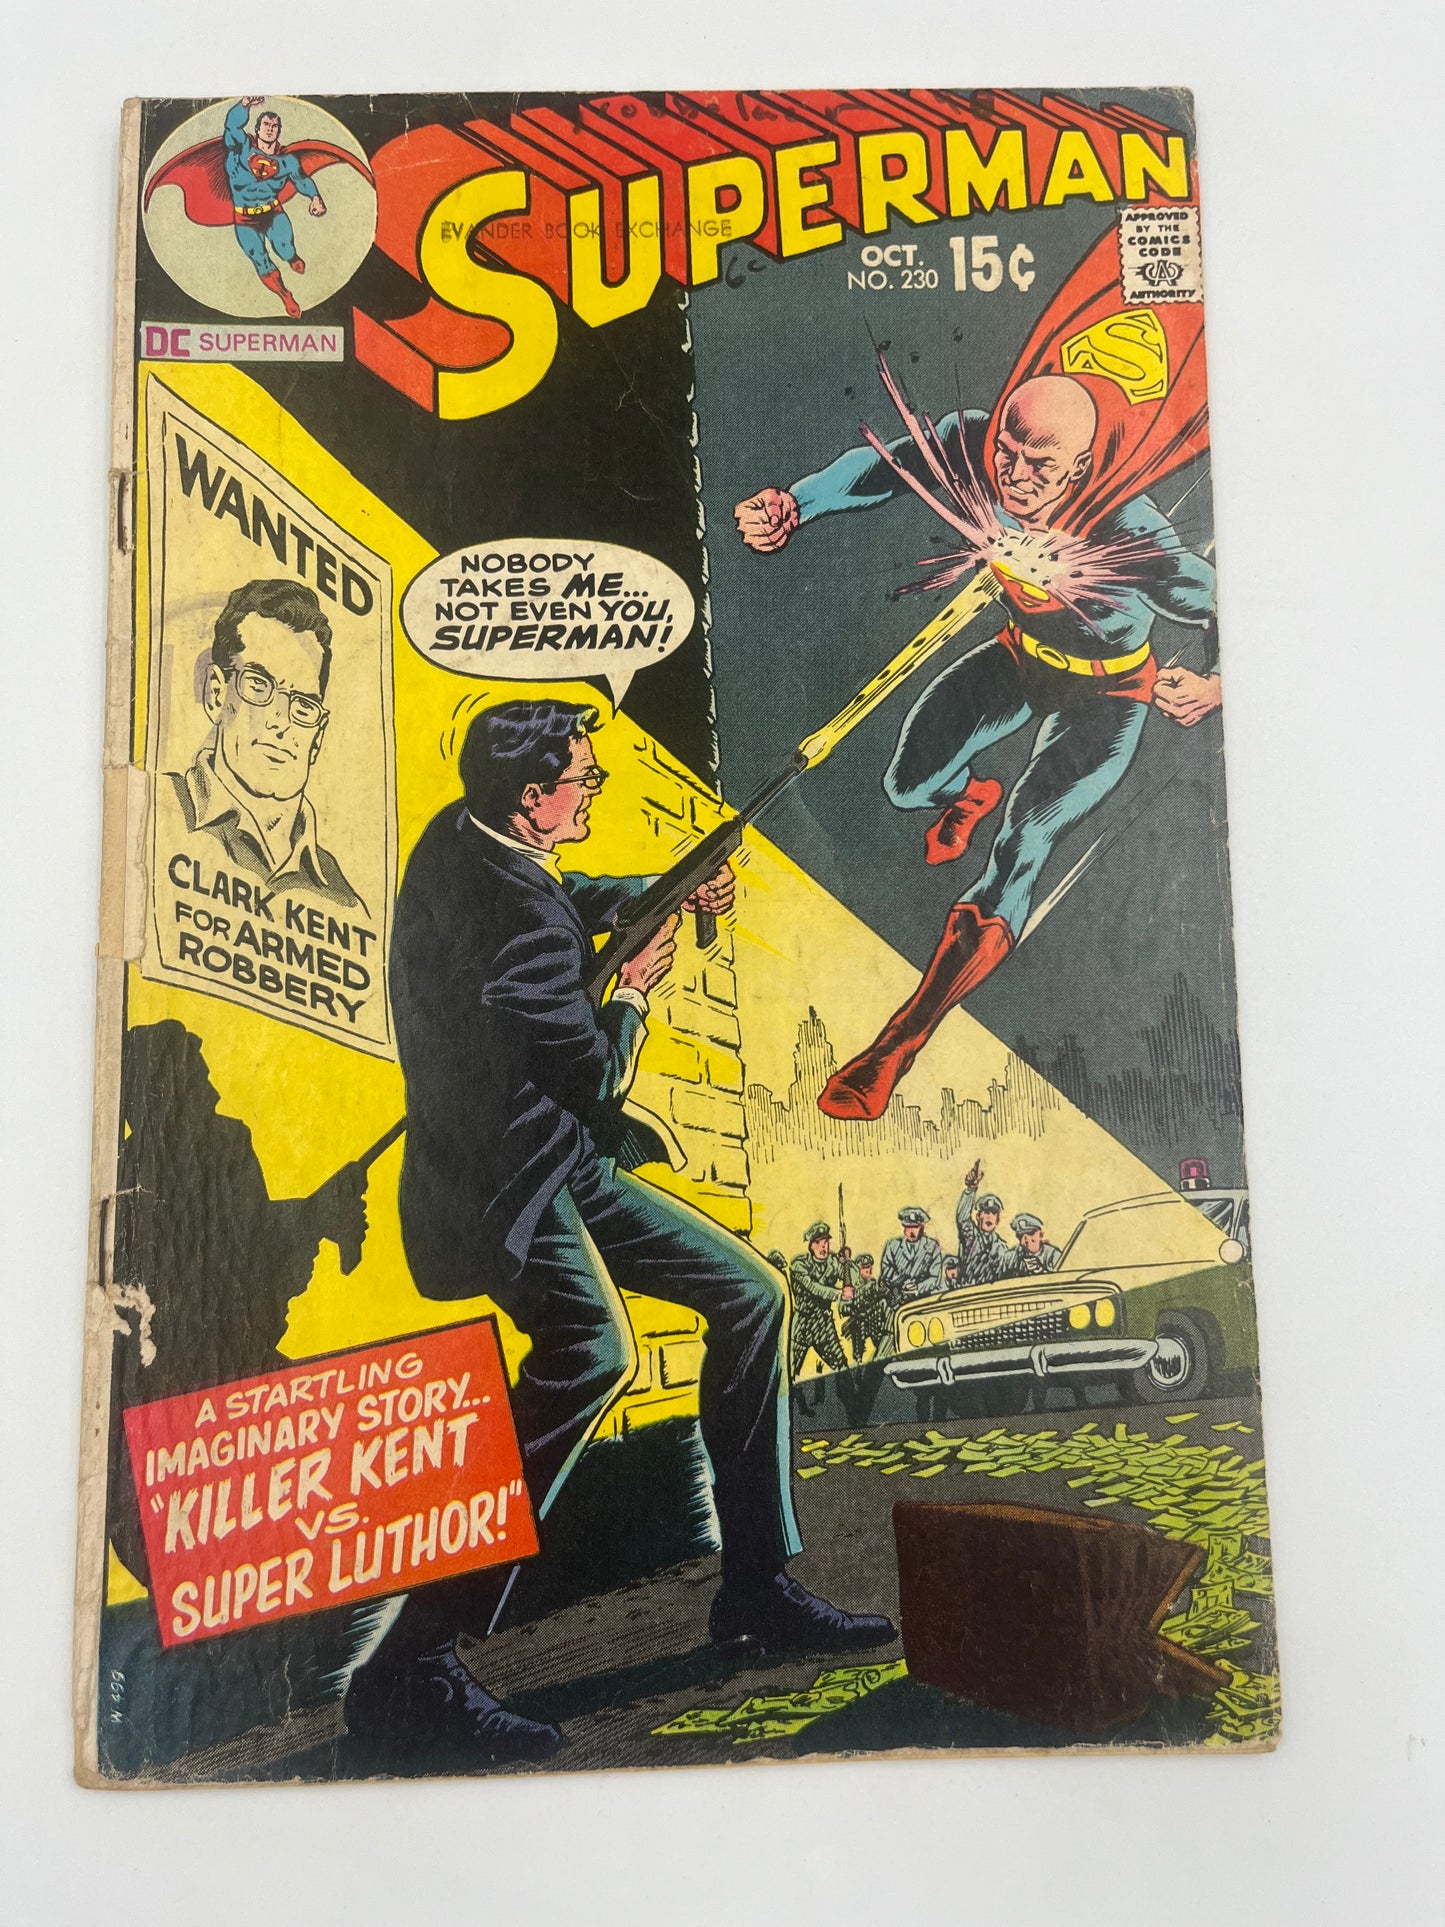 SUPERMAN
EVANDER BOOK EXCHANGE
6c
OCT.
NO. 230
15¢
APPROVED
BY THE
COMICS
CODE
AUTHORITY
DC SUPERMAN
S
WANTED
CLARK KENT
FOR ARMED
ROBBERY
NOBODY
TAKES ME...
NOT EVEN YOU,
SUPERMAN!
A STARTLING
IMAGINARY STORY...
"KILLER KENT
VS.
SUPER LUTHOR!"